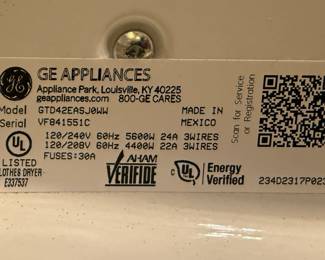 GE APPLIANCES
Appliance Park, Louisville, KY 40225
geappliances.com 800-GE CARES
Model GTD42EASJ0WW MADE IN
Serial VF841551C MEXICO
120/240V 60Hz 5600W 24A 3WIRES
120/208V 60Hz 4400W 22A 3WIRES
FUSES:30A
UL
LISTED
CLOTHES DRYER
E237537
AHAM
VERIFIDE
C UL
Energy
Verified
Scan for Service
or Registration
234D2317P023